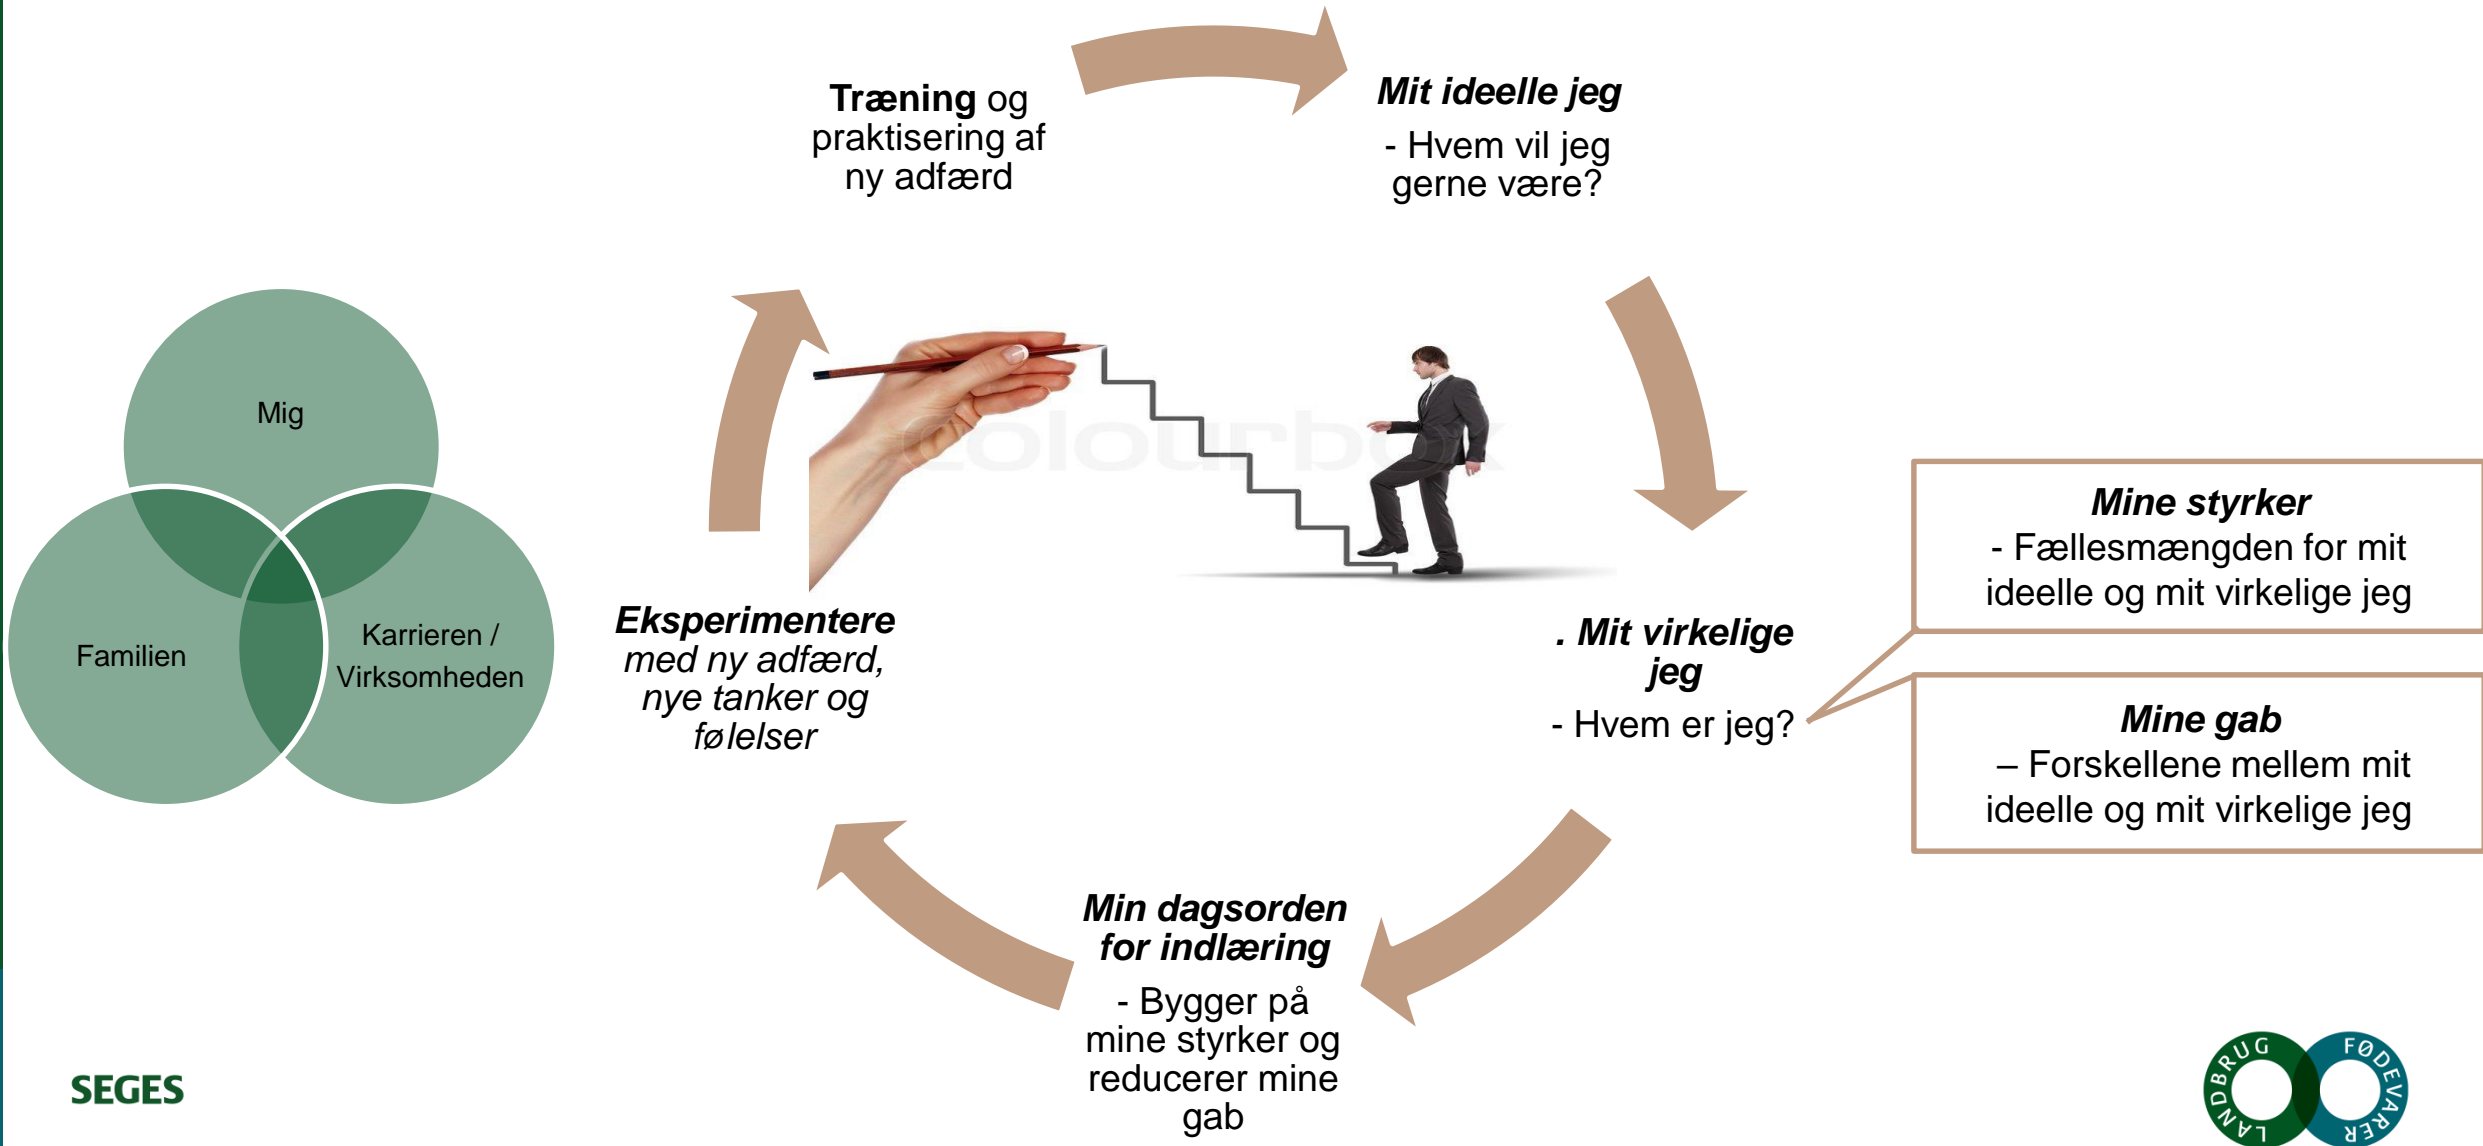 Træning og
praktisering af
ny adfærd
Mit ideelle jeg
- Hvem vil jeg
gerne være?
Mig
Familien
Karrieren /
Virksomheden
colourbox
Eksperimentere
med ny adfærd,
nye tanker og
følelser
. Mit virkelige
jeg
- Hvem er jeg?
Mine styrker
- Fællesmængden for mit
ideelle og mit virkelige jeg
Mine gab
– Forskellene mellem mit
ideelle og mit virkelige jeg
Min dagsorden
for indlæring
- Bygger på
mine styrker og
reducerer mine
gab
SEGES
LANDBRUG
FØDEVARER